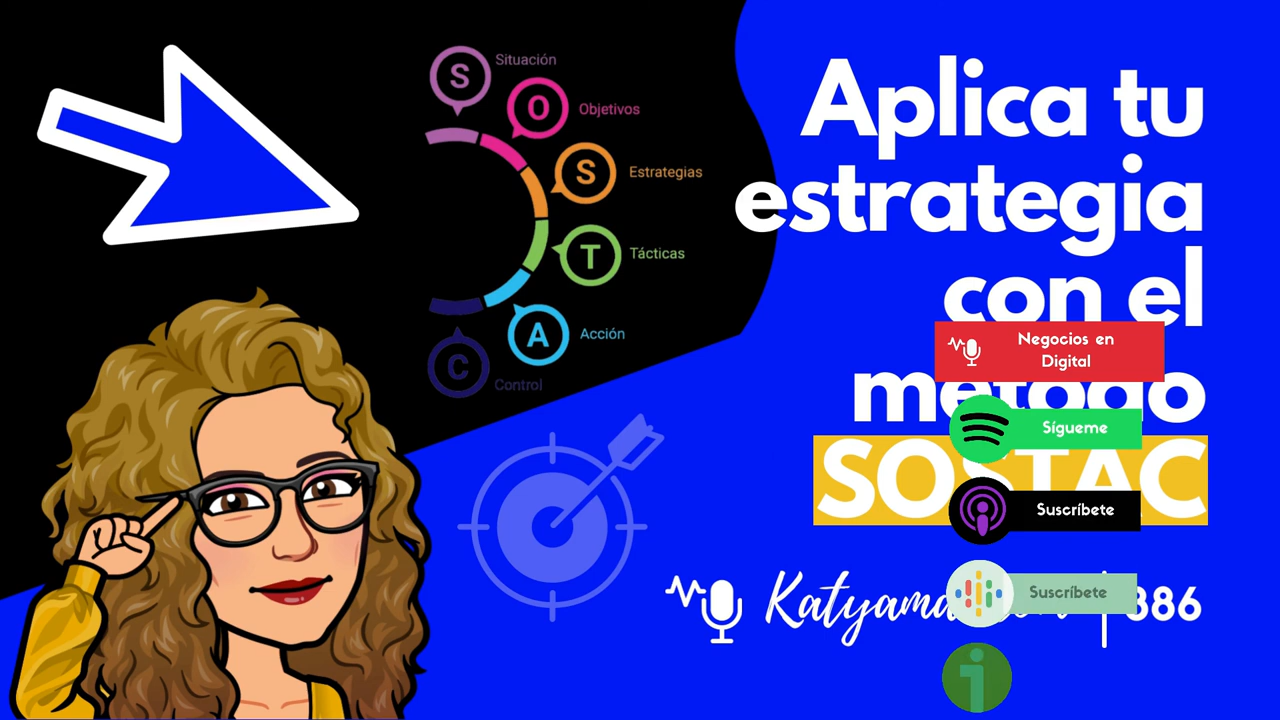 S Situación
O Objetivos
S Estrategias
T Tácticas
A Acción
C Control
Aplica tu
estrategia
con el
método
SOSTAC
Negocios en
Digital
Sígueme
Suscríbete
Suscríbete
886